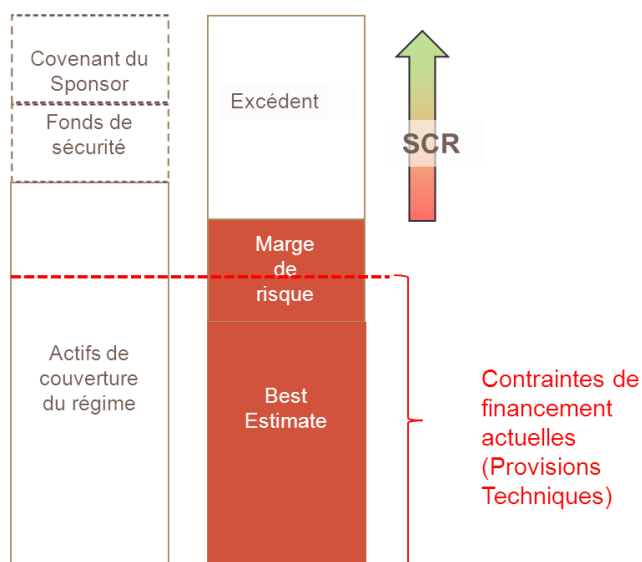 Covenant du
Sponsor
Fonds de
sécurité
Actifs de
couverture
du régime
Excédent
Marge
de
risque
Best
Estimate
SCR
Contraintes de
financement
actuelles
(Provisions
Techniques)